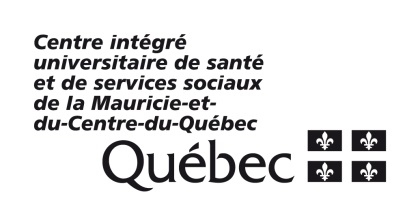 Centre intégré
universitaire de santé
et de services sociaux
de la Mauricie-et-
du-Centre-du-Québec
Québec